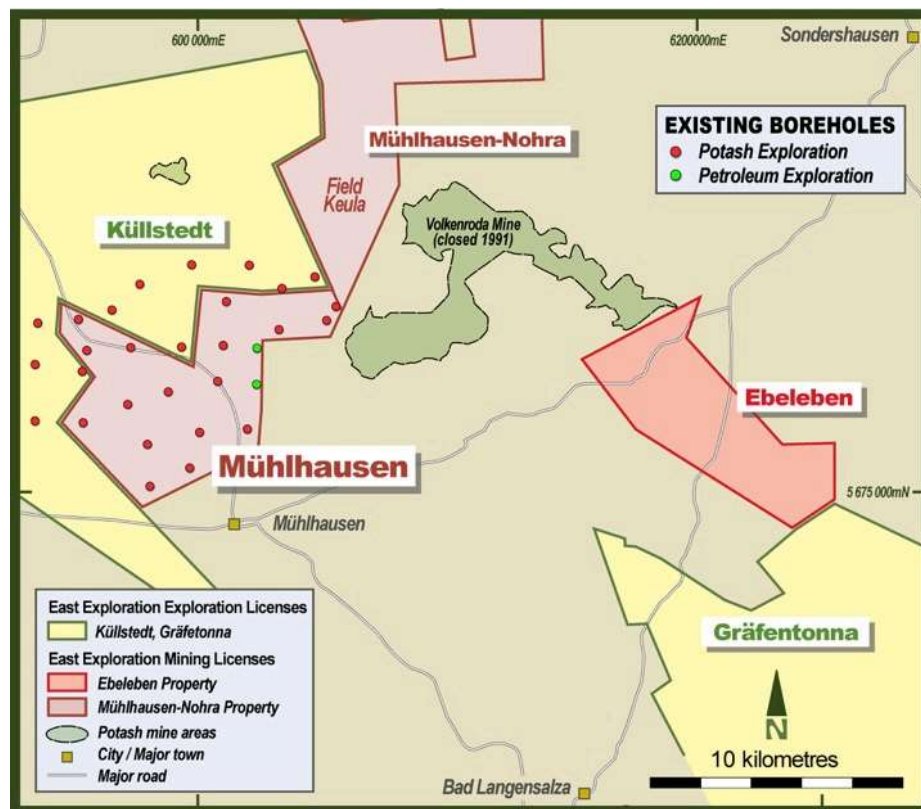 600 000mE
6200000mE
Sondershausen
EXISTING BOREHOLES
Potash Exploration
Petroleum Exploration
Mühlhausen-Nohra
Field
Keula
Küllstedt
Volkenroda Mine
(closed 1991)
Ebeleben
Mühlhausen
5 675 000mN
Mühlhausen
East Exploration Exploration Licenses
Küllstedt, Gräfetonna
East Exploration Mining Licenses
Ebeleben Property
Mühlhausen-Nohra Property
Potash mine areas
City / Major town
Major road
Gräfentonna
N
10 kilometres
Bad Langensalza